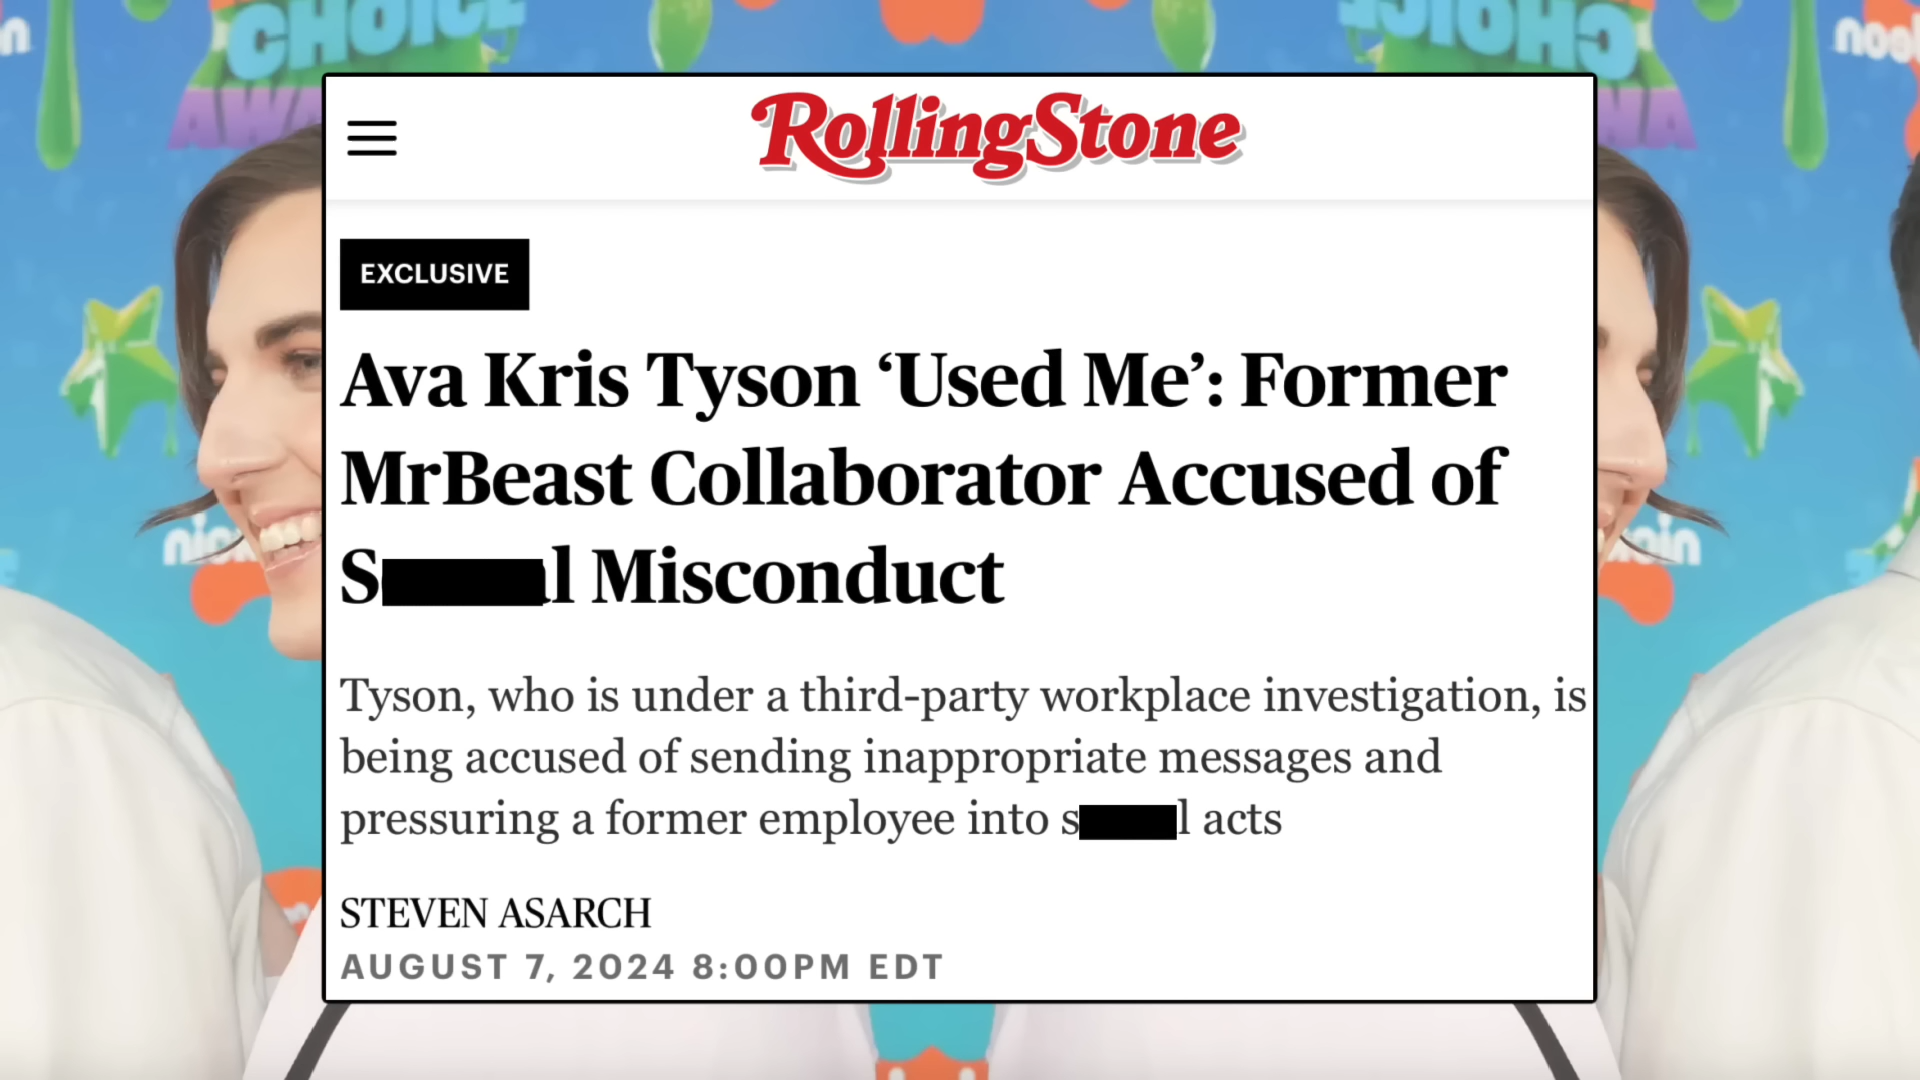 CHOICE
RollingStone
EXCLUSIVE
Ava Kris Tyson ‘Used Me’: Former
MrBeast Collaborator Accused of
S l Misconduct
Tyson, who is under a third-party workplace investigation, is
being accused of sending inappropriate messages and
pressuring a former employee into s l acts
STEVEN ASARCH
AUGUST 7, 2024 8:00PM EDT